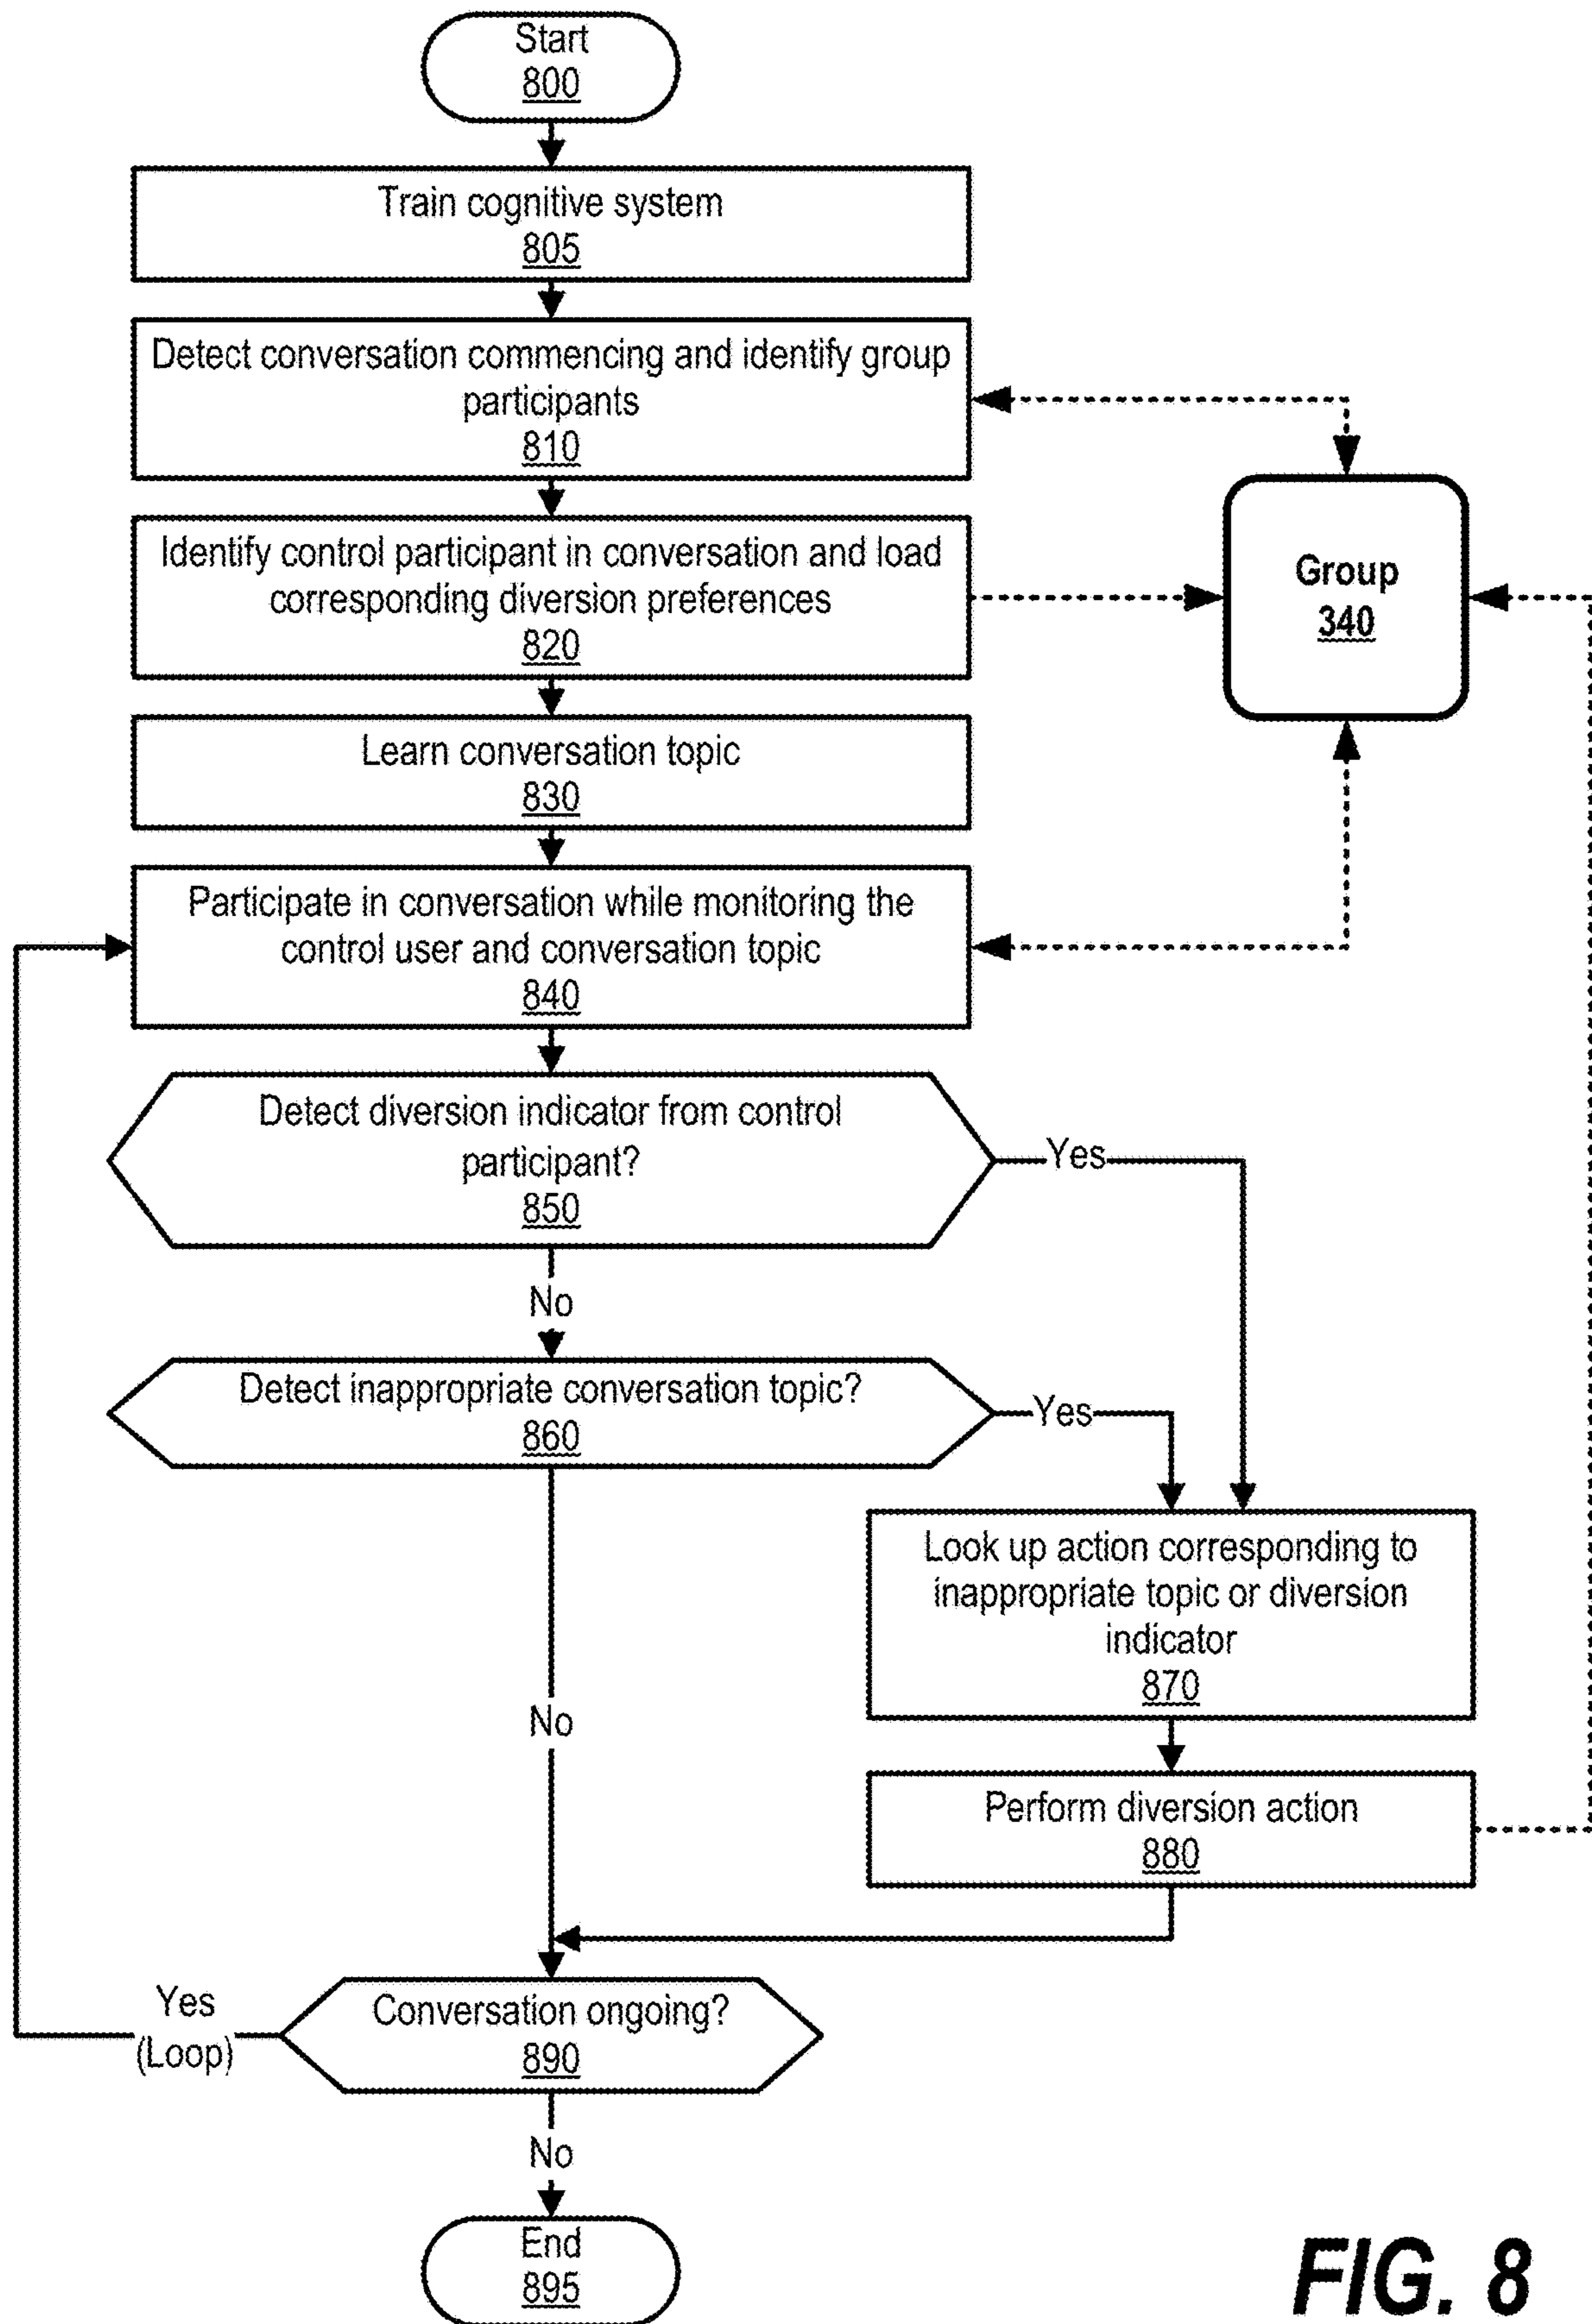 Start
800
Train cognitive system
805
Detect conversation commencing and identify group
participants
810
Identify control participant in conversation and load
corresponding diversion preferences
820
Group
340
Learn conversation topic
830
Participate in conversation while monitoring the
control user and conversation topic
840
Detect diversion indicator from control
participant?
850
Yes
No
Detect inappropriate conversation topic?
860
Yes
Look up action corresponding to
inappropriate topic or diversion
indicator
870
No
Perform diversion action
880
Yes
(Loop)
Conversation ongoing?
890
No
End
895
FIG. 8